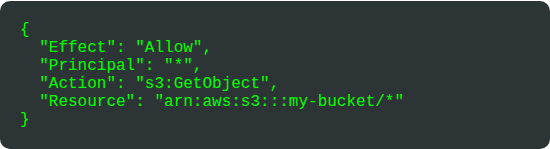 {
  "Effect": "Allow",
  "Principal": "*",
  "Action": "s3:GetObject",
  "Resource": "arn:aws:s3:::my-bucket/*"
}